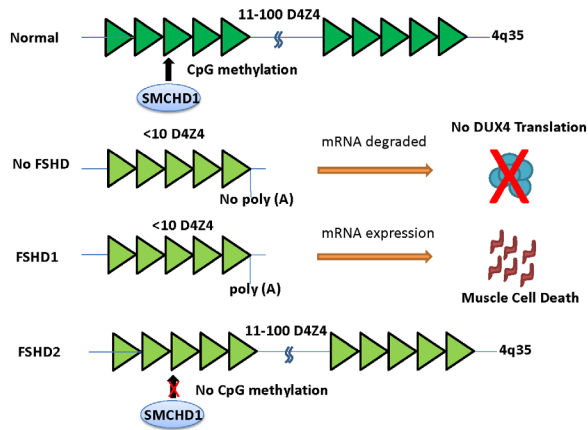 11-100 D4Z4
Normal
4q35
CpG methylation
SMCHD1
<10 D4Z4
mRNA degraded
No DUX4 Translation
No FSHD
No poly (A)
<10 D4Z4
mRNA expression
FSHD1
poly (A)
Muscle Cell Death
11-100 D4Z4
FSHD2
4q35
No CpG methylation
SMCHD1